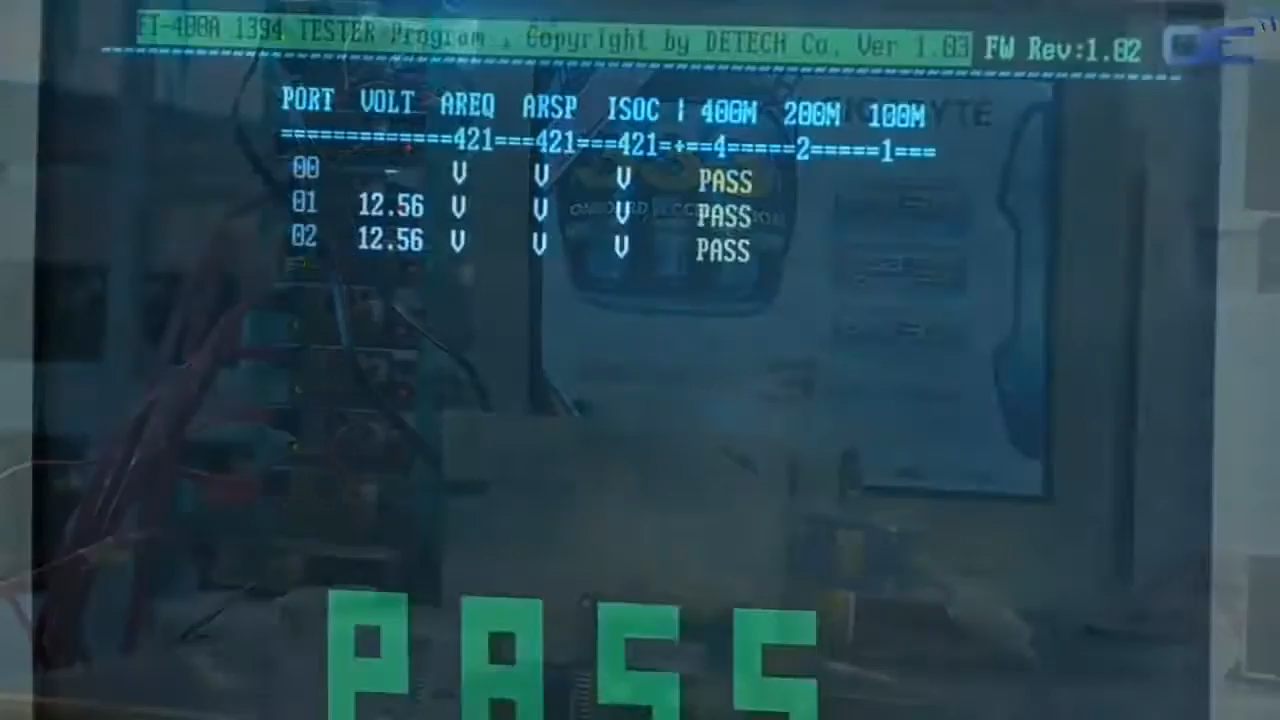 FT-400A 1394 TESTER Program , Copyright by DETECH Co. Ver 1.03 FW Rev:1.02
PORT VOLT AREQ ARSP ISOC | 400M 200M 100M
=============421===421===421=+==4=====2=====1===
00 - V V V PASS
01 12.56 V V V PASS
02 12.56 V V V PASS
PASS